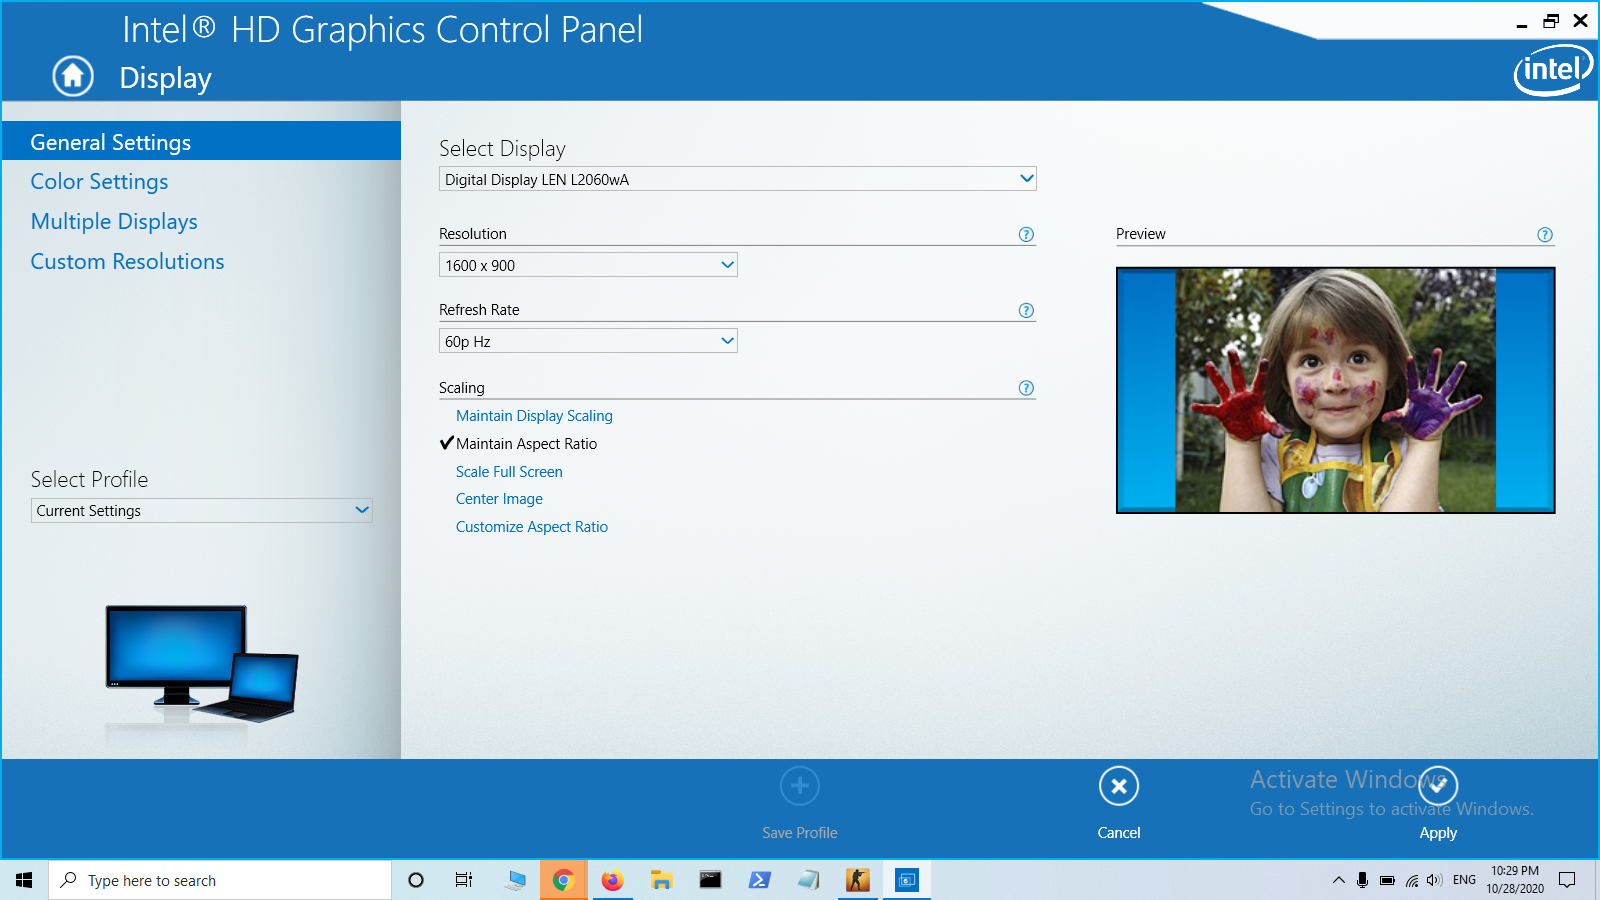 Intel® HD Graphics Control Panel
Display
intel
General Settings
Color Settings
Multiple Displays
Custom Resolutions
Select Profile
Current Settings
Select Display
Digital Display LEN L2060wA
Resolution
?
1600 x 900
Refresh Rate
?
60p Hz
Scaling
?
Maintain Display Scaling
Maintain Aspect Ratio
Scale Full Screen
Center Image
Customize Aspect Ratio
Preview
?
Save Profile
Cancel
Apply
Activate Windows
Go to Settings to activate Windows.
Type here to search
ENG
10:29 PM
10/28/2020